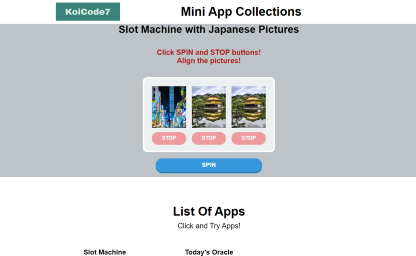 KoiCode7
Mini App Collections
Slot Machine with Japanese Pictures
Click SPIN and STOP buttons!
Align the pictures!
STOP STOP STOP
SPIN
List Of Apps
Click and Try Apps!
Slot Machine Today's Oracle